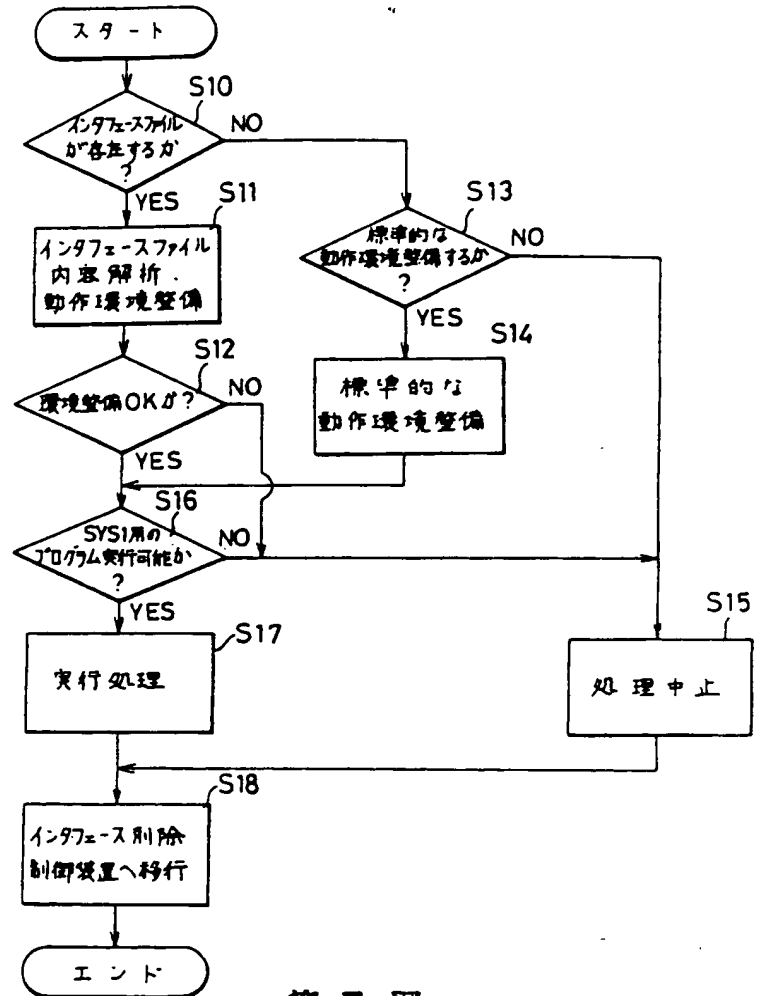 スタート
S10
インタフェースファイル
が存在するか
?
NO
YES
S11
インタフェースファイル
内容解析.
動作環境整備
S13
標準的な
動作環境整備するか
?
NO
YES
S14
標準的な
動作環境整備
S12
環境整備OKか?
NO
YES
S16
SYS1用の
プログラム実行可能か
?
NO
YES
S17
実行処理
S15
処理中止
S18
インタフェース削除
制御装置へ移行
エンド